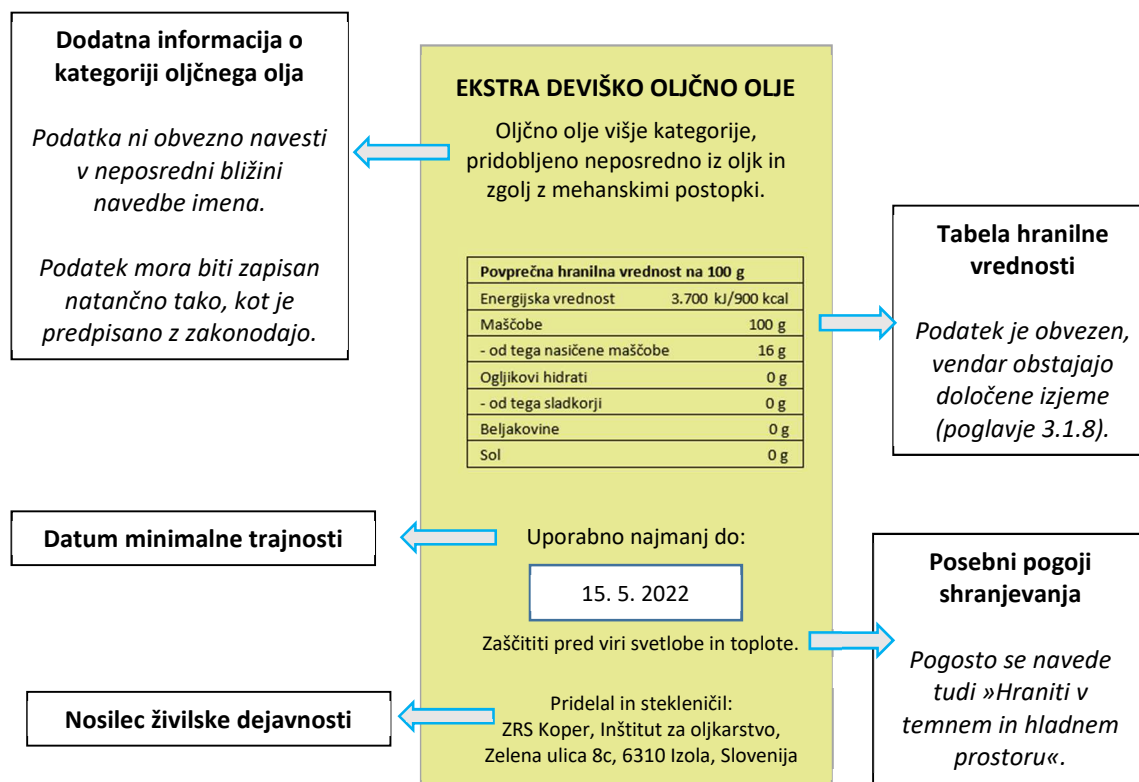 Dodatna informacija o
kategoriji oljčnega olja
Podatka ni obvezno navesti
v neposredni bližini
navedbe imena.
Podatek mora biti zapisan
natančno tako, kot je
predpisano z zakonodajo.
EKSTRA DEVIŠKO OLJČNO OLJE
Oljčno olje višje kategorije,
pridobljeno neposredno iz oljk in
zgolj z mehanskimi postopki.
Povprečna hranilna vrednost na 100 g
Energijska vrednost 3.700 kJ/900 kcal
Maščobe 100 g
- od tega nasičene maščobe 16 g
Ogljikovi hidrati 0 g
- od tega sladkorji 0 g
Beljakovine 0 g
Sol 0 g
Tabela hranilne
vrednosti
Podatek je obvezen,
vendar obstajajo
določene izjeme
(poglavje 3.1.8).
Datum minimalne trajnosti
Uporabno najmanj do:
15. 5. 2022
Zaščititi pred viri svetlobe in toplote.
Posebni pogoji
shranjevanja
Pogosto se navede
tudi »Hraniti v
temnem in hladnem
prostoru«.
Nosilec živilske dejavnosti
Pridelal in stekleničil:
ZRS Koper, Inštitut za oljkarstvo,
Zelena ulica 8c, 6310 Izola, Slovenija